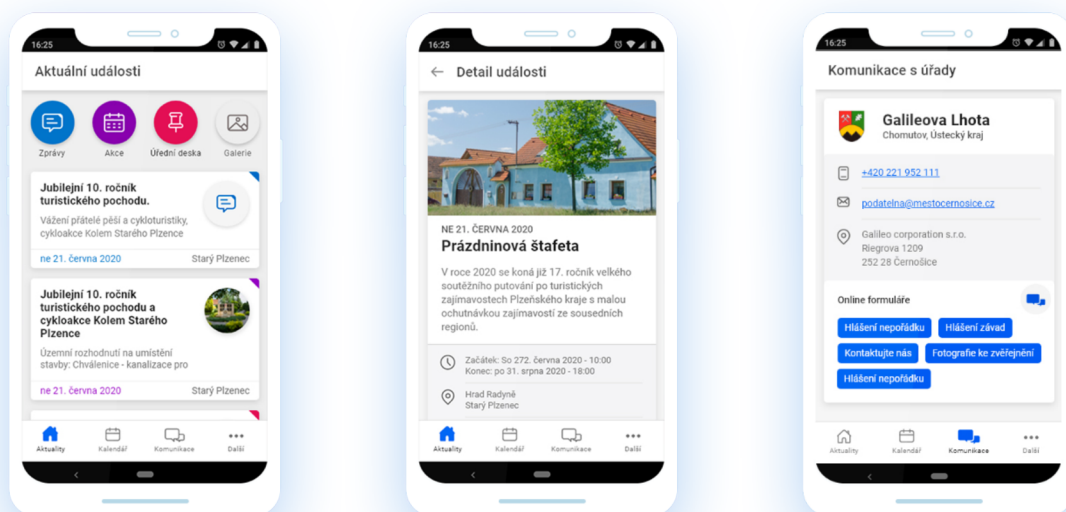 16:25
Aktuální události
Zprávy
Akce
Úřední deska
Galerie
Jubilejní 10. ročník
turistického pochodu.
Vážení přátelé pěší a cykloturistiky,
cykloakce Kolem Starého Plzence
ne 21. června 2020
Starý Plzenec
Jubilejní 10. ročník
turistického pochodu a
cykloakce Kolem Starého
Plzence
Územní rozhodnutí na umístění
stavby: Chválenice - kanalizace pro
ne 21. června 2020
Starý Plzenec
Aktuality
Kalendář
Komunikace
Další
16:25
Detail události
NE 21. ČERVNA 2020
Prázdninová štafeta
V roce 2020 se koná již 17. ročník velkého
soutěžního putování po turistických
zajímavostech Plzeňského kraje s malou
ochutnávkou zajímavostí ze sousedních
regionů.
Začátek: So 272. června 2020 - 10:00
Konec: po 31. srpna 2020 - 18:00
Hrad Radyně
Starý Plzenec
Aktuality
Kalendář
Komunikace
Další
16:25
Komunikace s úřady
Galileova Lhota
Chomutov, Ústecký kraj
+420 221 952 111
podatelna@mestocernosice.cz
Galileo corporation s.r.o.
Riegrova 1209
252 28 Černošice
Online formuláře
Hlášení nepořádku
Hlášení závad
Kontaktujte nás
Fotografie ke zvěřejnění
Hlášení nepořádku
Aktuality
Kalendář
Komunikace
Další